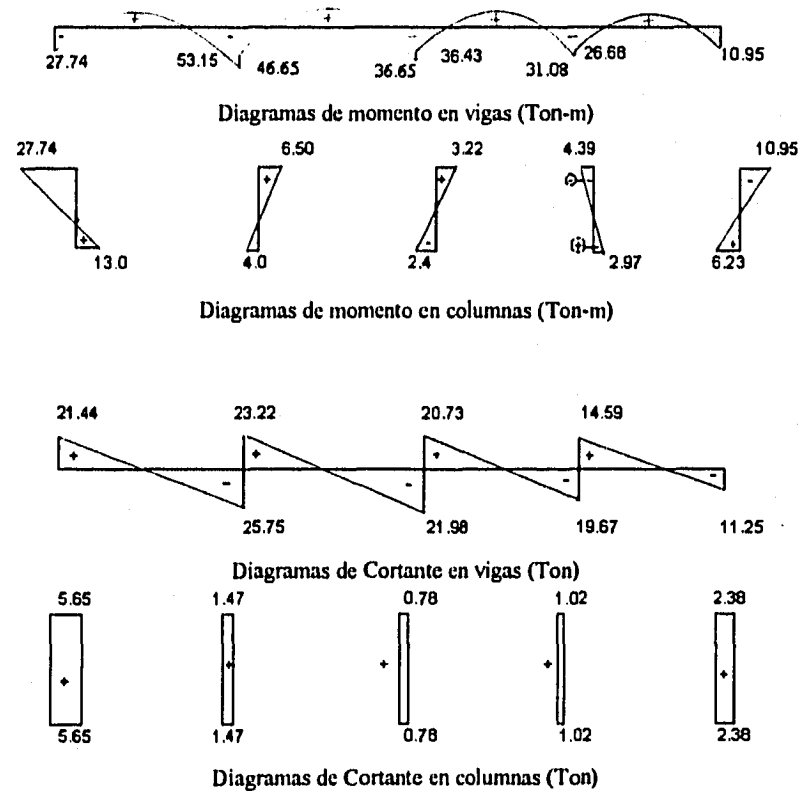 + + + +
- - - -
27.74 53.15 46.65 36.65 36.43 31.08 26.68 10.95
Diagramas de momento en vigas (Ton-m)
27.74 6.50 3.22 4.39 10.95
+ + (-) -
+ - (+) +
13.0 4.0 2.4 2.97 6.23
Diagramas de momento en columnas (Ton-m)
21.44 23.22 20.73 14.59
+ + + +
- - - -
25.75 21.98 19.67 11.25
Diagramas de Cortante en vigas (Ton)
5.65 1.47 0.78 1.02 2.38
+ + + + +
5.65 1.47 0.78 1.02 2.38
Diagramas de Cortante en columnas (Ton)